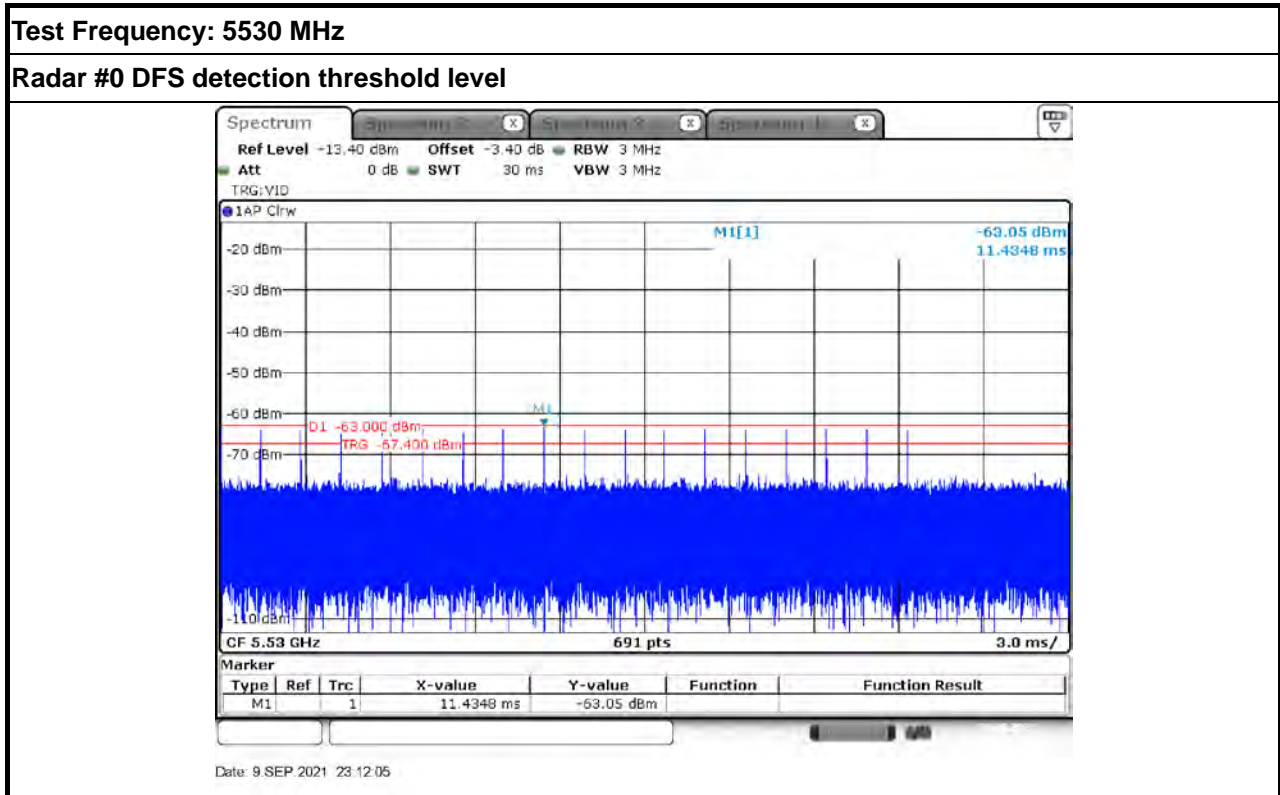 Test Frequency: 5530 MHz
Radar #0 DFS detection threshold level
Spectrum X X X
Ref Level -13.40 dBm Offset -3.40 dB RBW 3 MHz
Att 0 dB SWT 30 ms VBW 3 MHz
TRG:VID
1AP Clrw
M1[1] -63.05 dBm
11.4348 ms
-20 dBm
-30 dBm
-40 dBm
-50 dBm
-60 dBm
M1
D1 -63.000 dBm
TRG -67.400 dBm
-70 dBm
-110 dBm
CF 5.53 GHz 691 pts 3.0 ms/
Marker
Type Ref Trc X-value Y-value Function Function Result
M1 1 11.4348 ms -63.05 dBm
Date: 9.SEP.2021 23:12:05